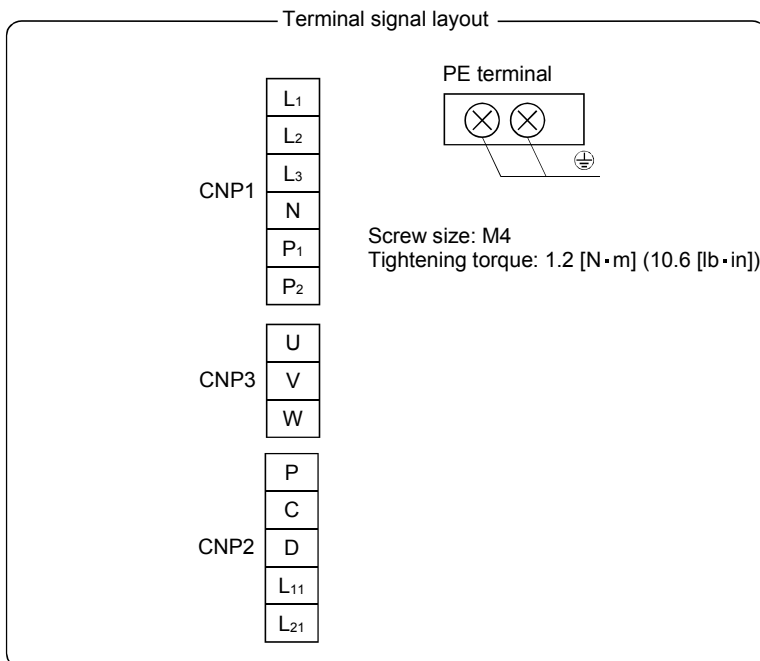 Terminal signal layout
PE terminal
CNP1
L1
L2
L3
N
P1
P2
Screw size: M4
Tightening torque: 1.2 [N·m] (10.6 [lb·in])
CNP3
U
V
W
CNP2
P
C
D
L11
L21